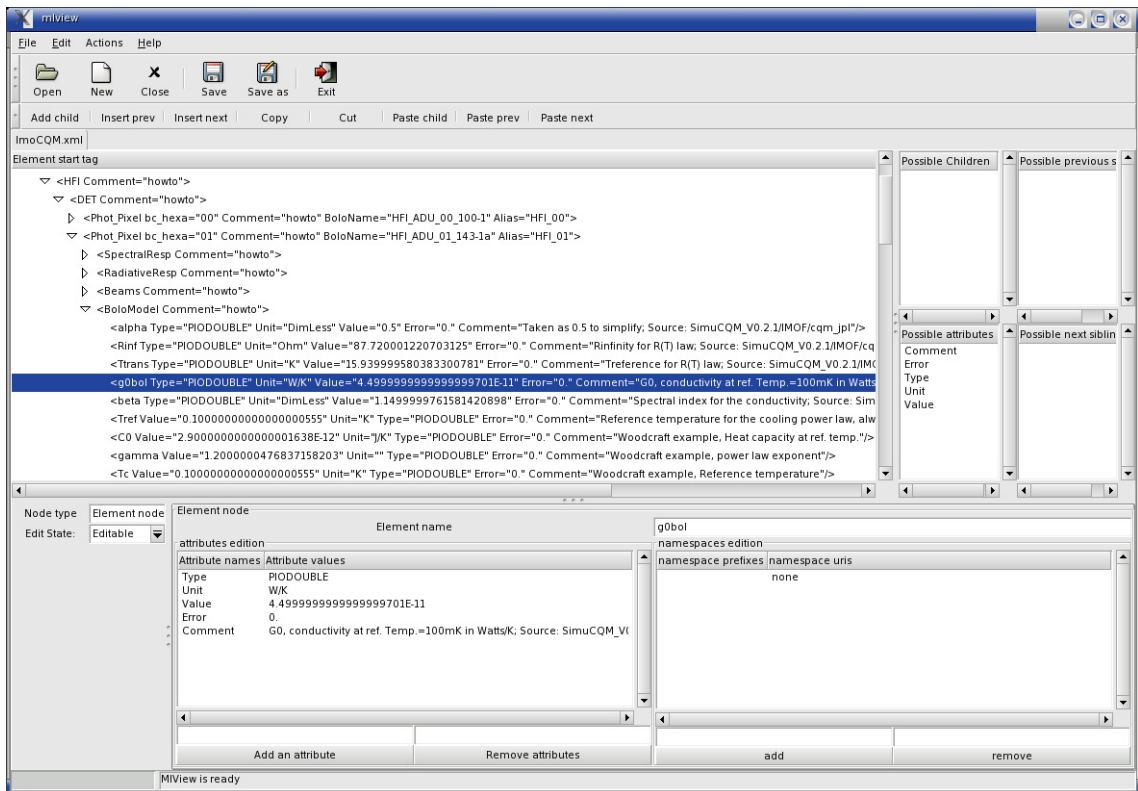 mlview
File Edit Actions Help
Open New Close Save Save as Exit
Add child Insert prev Insert next Copy Cut Paste child Paste prev Paste next
ImoCQM.xml
Element start tag
<HFI Comment="howto">
<DET Comment="howto">
<Phot_Pixel bc_hexa="00" Comment="howto" BoloName="HFI_ADU_00_100-1" Alias="HFI_00">
<Phot_Pixel bc_hexa="01" Comment="howto" BoloName="HFI_ADU_01_143-1a" Alias="HFI_01">
<SpectralResp Comment="howto">
<RadiativeResp Comment="howto">
<Beams Comment="howto">
<BoloModel Comment="howto">
<alpha Type="PIODOUBLE" Unit="DimLess" Value="0.5" Error="0." Comment="Taken as 0.5 to simplify; Source: SimuCQM_V0.2.1/IMOF/cqm_jpl"/>
<Rinf Type="PIODOUBLE" Unit="Ohm" Value="87.720001220703125" Error="0." Comment="Rinfinity for R(T) law; Source: SimuCQM_V0.2.1/IMOF/cq
<Ttrans Type="PIODOUBLE" Unit="K" Value="15.939999580383300781" Error="0." Comment="Treference for R(T) law; Source: SimuCQM_V0.2.1/IMO
<g0bol Type="PIODOUBLE" Unit="W/K" Value="4.4999999999999999701E-11" Error="0." Comment="G0, conductivity at ref. Temp.=100mK in Watts
<beta Type="PIODOUBLE" Unit="DimLess" Value="1.1499999761581420898" Error="0." Comment="Spectral index for the conductivity; Source: Sim
<Tref Value="0.10000000000000000555" Unit="K" Type="PIODOUBLE" Error="0." Comment="Reference temperature for the cooling power law, alw
<C0 Value="2.9000000000000001638E-12" Unit="J/K" Type="PIODOUBLE" Error="0." Comment="Woodcraft example, Heat capacity at ref. temp."/>
<gamma Value="1.2000000476837158203" Unit="" Type="PIODOUBLE" Error="0." Comment="Woodcraft example, power law exponent"/>
<Tc Value="0.10000000000000000555" Unit="K" Type="PIODOUBLE" Error="0." Comment="Woodcraft example, Reference temperature"/>
Possible Children
Possible previous s
Possible attributes
Comment
Error
Type
Unit
Value
Possible next siblin
Node type Element node
Edit State: Editable
Element node
Element name g0bol
attributes edition
Attribute names Attribute values
Type PIODOUBLE
Unit W/K
Value 4.4999999999999999701E-11
Error 0.
Comment G0, conductivity at ref. Temp.=100mK in Watts/K; Source: SimuCQM_V(
Add an attribute Remove attributes
namespaces edition
namespace prefixes namespace uris
none
add remove
MlView is ready